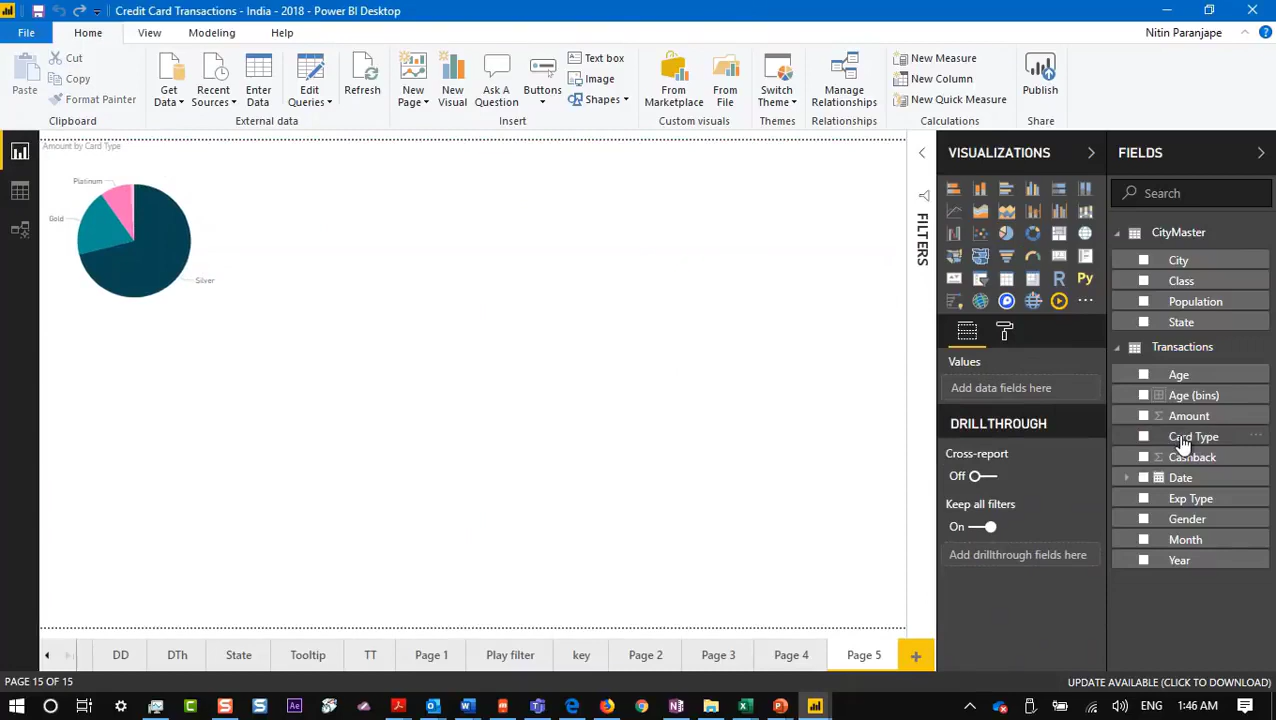 Credit Card Transactions - India - 2018 - Power BI Desktop
File
Home
View
Modeling
Help
Nitin Paranjape
Paste
Cut
Copy
Format Painter
Clipboard
Get Data
Recent Sources
Enter Data
Edit Queries
Refresh
External data
New Page
New Visual
Ask A Question
Buttons
Text box
Image
Shapes
Insert
From Marketplace
From File
Custom visuals
Switch Theme
Themes
Manage Relationships
Relationships
New Measure
New Column
New Quick Measure
Calculations
Publish
Share
Amount by Card Type
Platinum
Gold
Silver
FILTERS
VISUALIZATIONS
R
Py
Values
Add data fields here
DRILLTHROUGH
Cross-report
Off
Keep all filters
On
Add drillthrough fields here
FIELDS
Search
CityMaster
City
Class
Population
State
Transactions
Age
Age (bins)
Amount
Card Type
Cashback
Date
Exp Type
Gender
Month
Year
DD
DTh
State
Tooltip
TT
Page 1
Play filter
key
Page 2
Page 3
Page 4
Page 5
PAGE 15 OF 15
UPDATE AVAILABLE (CLICK TO DOWNLOAD)
ENG
1:46 AM